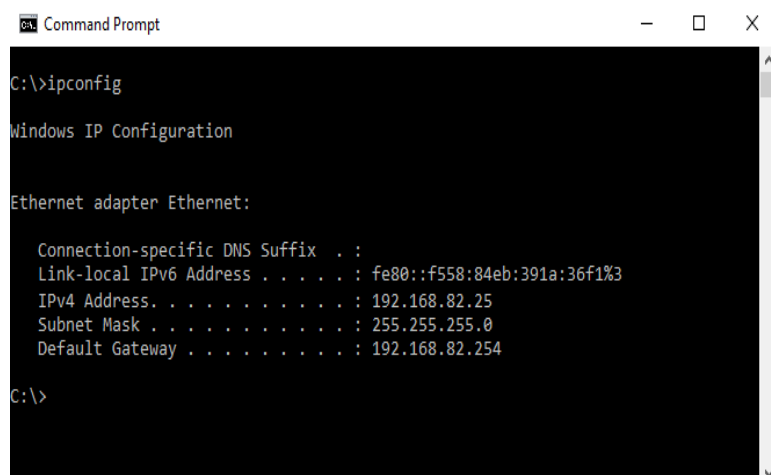 Command Prompt
C:\>ipconfig
Windows IP Configuration
Ethernet adapter Ethernet:
Connection-specific DNS Suffix . :
Link-local IPv6 Address . . . . . : fe80::f558:84eb:391a:36f1%3
IPv4 Address. . . . . . . . . . . : 192.168.82.25
Subnet Mask . . . . . . . . . . . : 255.255.255.0
Default Gateway . . . . . . . . . : 192.168.82.254
C:\>